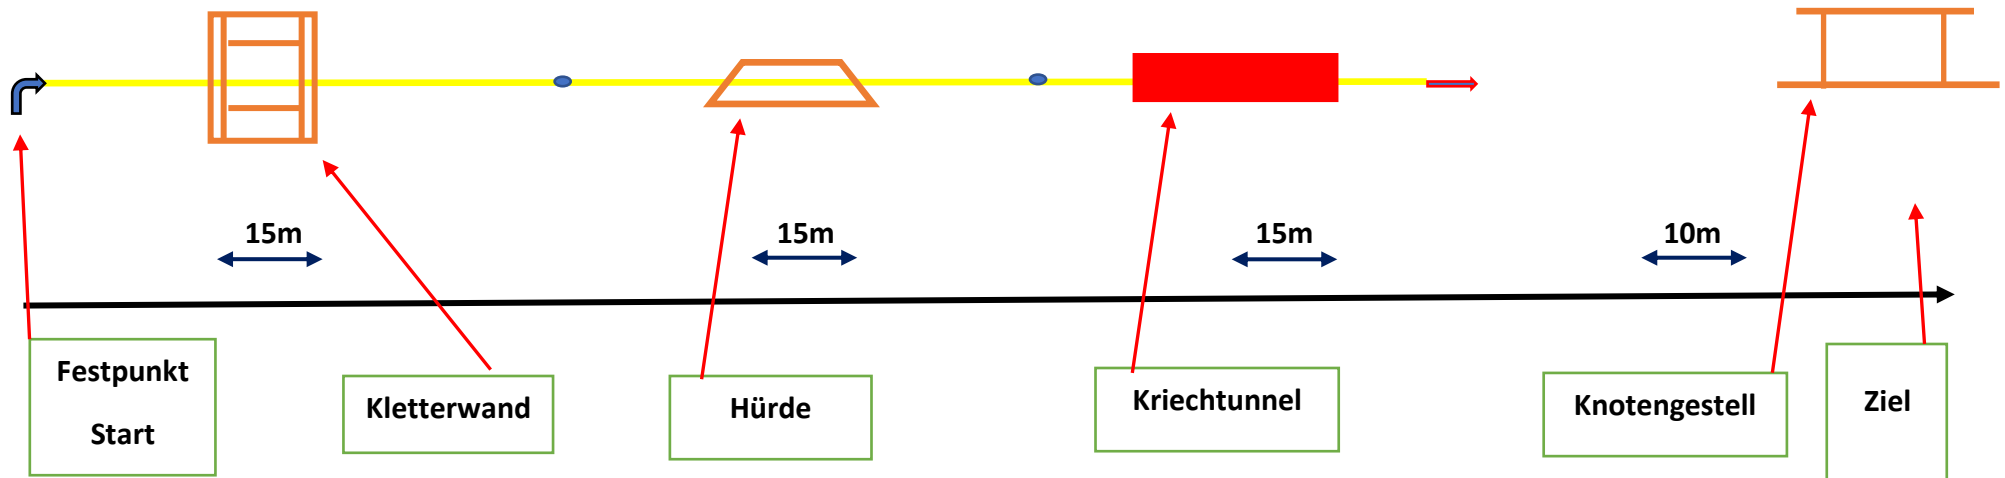 15m
15m
15m
10m
Festpunkt
Start
Kletterwand
Hürde
Kriechtunnel
Knotengestell
Ziel